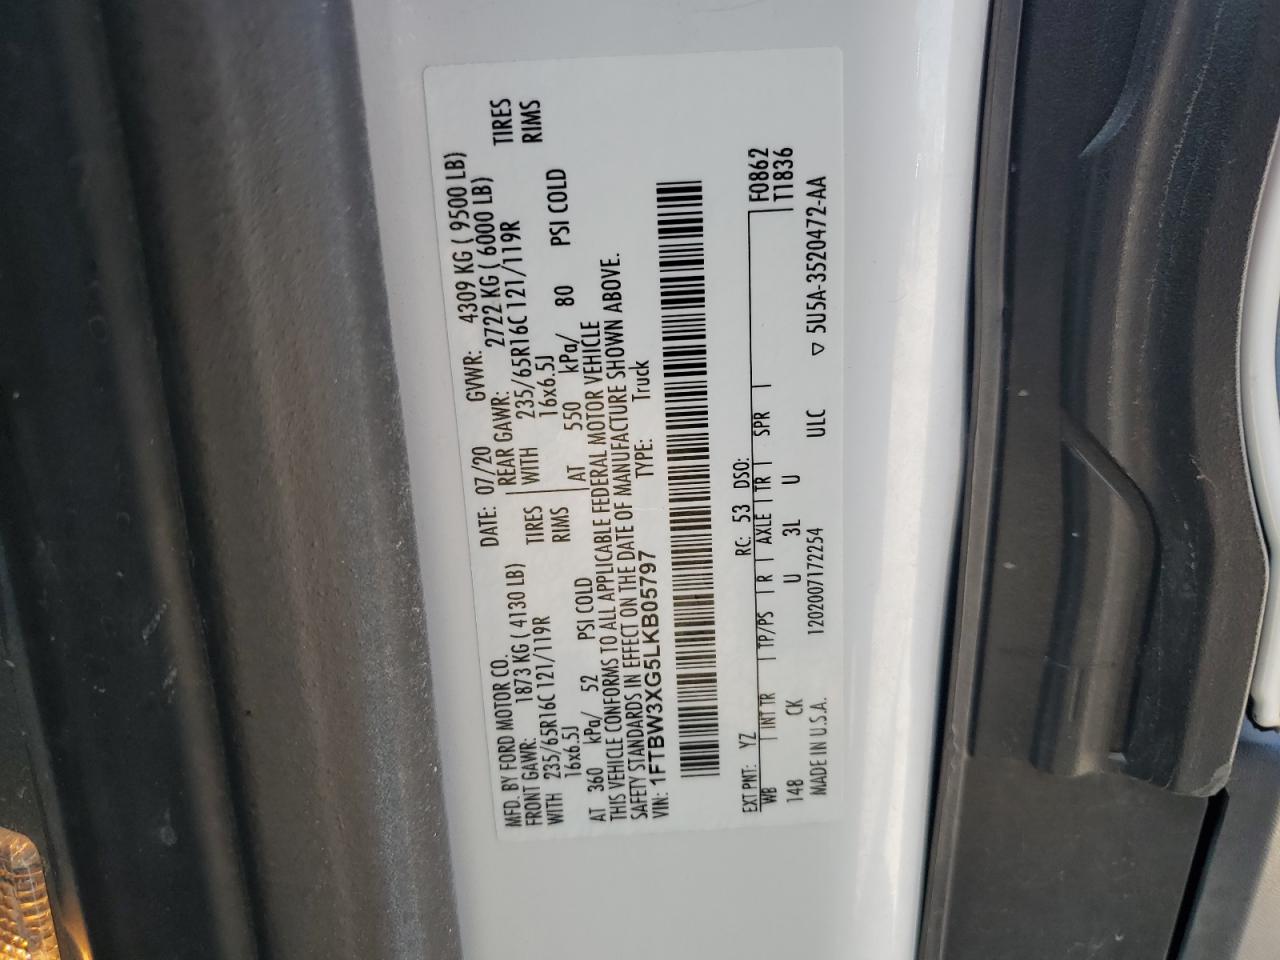 MFD. BY FORD MOTOR CO. DATE: 07/20 GVWR: 4309 KG ( 9500 LB)
FRONT GAWR: 1873 KG ( 4130 LB) REAR GAWR: 2722 KG ( 6000 LB)
WITH 235/65R16C 121/119R TIRES WITH 235/65R16C 121/119R TIRES
16x6.5J RIMS 16x6.5J RIMS
AT 360 kPa/ 52 PSI COLD AT 550 kPa/ 80 PSI COLD
THIS VEHICLE CONFORMS TO ALL APPLICABLE FEDERAL MOTOR VEHICLE
SAFETY STANDARDS IN EFFECT ON THE DATE OF MANUFACTURE SHOWN ABOVE.
VIN: 1FTBW3XG5LKB05797 TYPE: Truck
EXT PNT: YZ RC: 53 DSO: F0862
WB INT TR TP/PS R AXLE TR SPR T1836
148 CK U 3L U
MADE IN U.S.A. 1202007172254 ULC ▽ 5U5A-3520472-AA